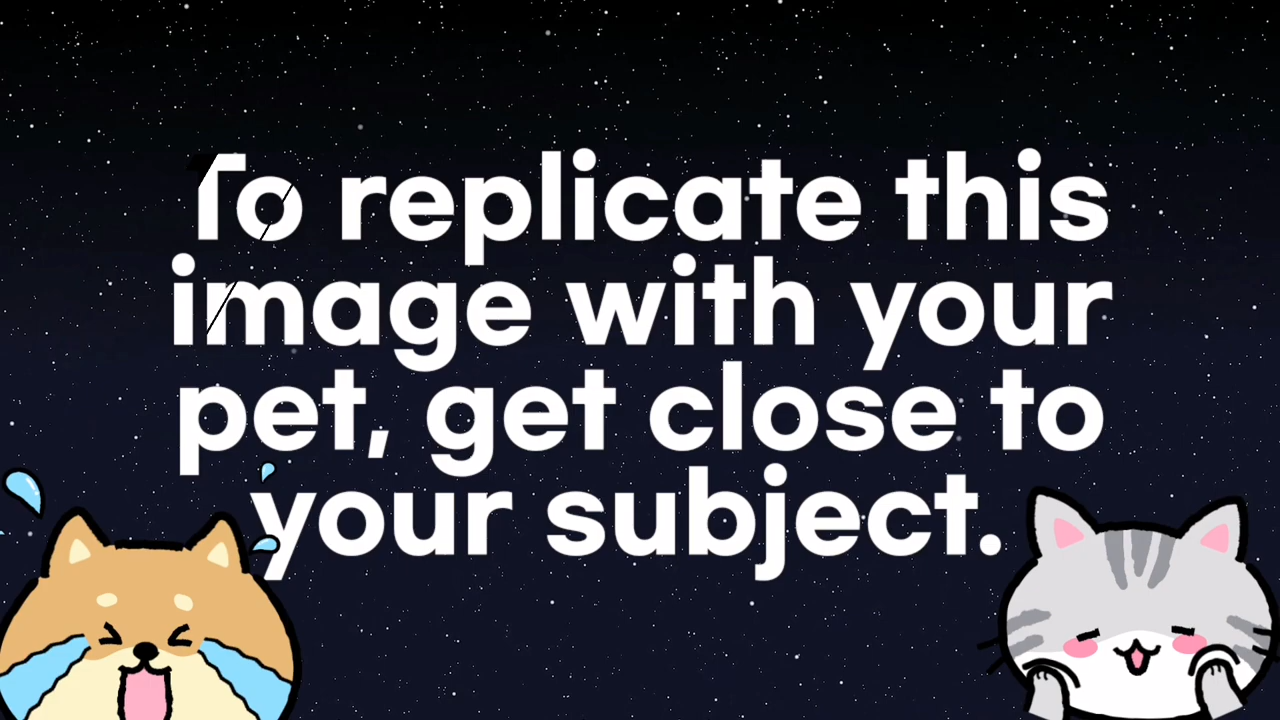 To replicate this
image with your
pet, get close to
your subject.